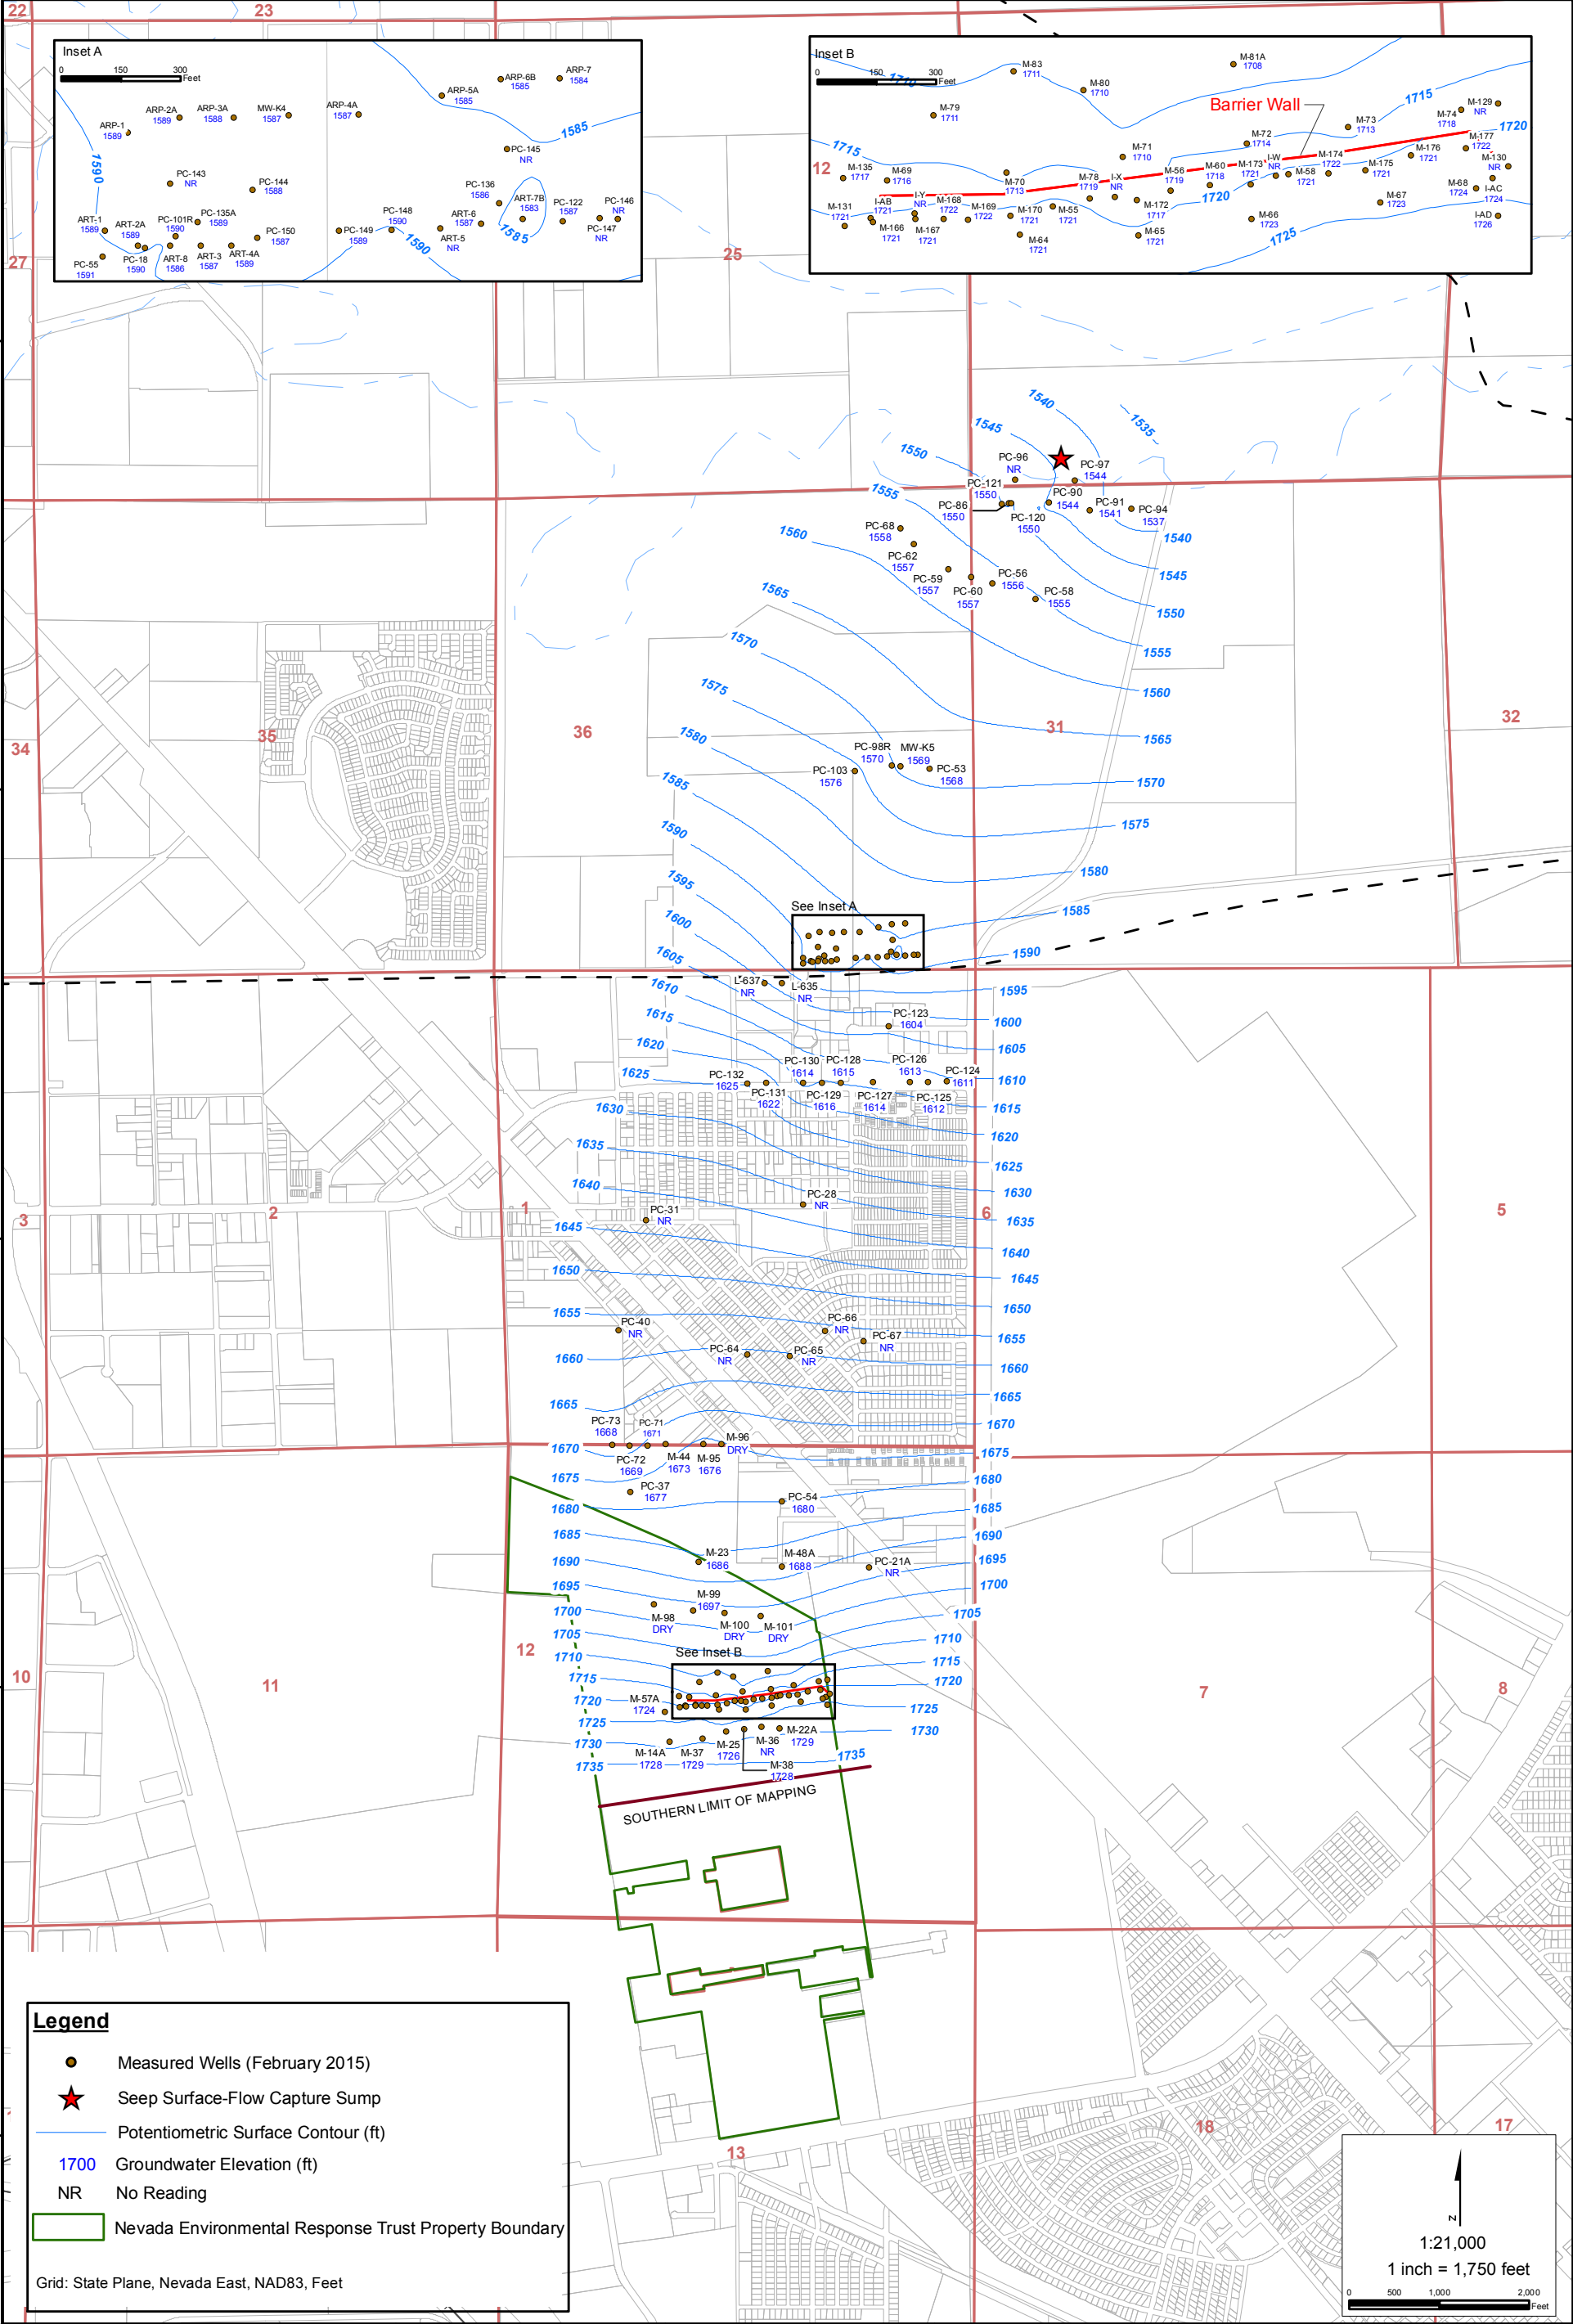 22
23
Inset A
0 150 300
Feet
ARP-1
1589
ARP-2A
1589
ARP-3A
1588
MW-K4
1587
ARP-4A
1587
ARP-5A
1585
ARP-6B
1585
ARP-7
1584
1585
1590
PC-145
NR
PC-143
NR
PC-144
1588
PC-136
1586
ART-7B
1583
PC-122
1587
PC-146
NR
PC-147
NR
ART-1
1589
ART-2A
1589
PC-101R
1590
PC-135A
1589
PC-150
1587
PC-149
1589
PC-148
1590
ART-6
1587
ART-5
NR
1585
1590
PC-55
1591
PC-18
1590
ART-8
1586
ART-3
1587
ART-4A
1589
Inset B
0 150 300
Feet
1710
M-83
1711
M-80
1710
M-81A
1708
M-79
1711
Barrier Wall
1715
M-73
1713
M-74
1718
M-129
NR
1720
M-177
1722
M-130
NR
1715
M-135
1717
M-69
1716
M-70
1713
M-71
1710
M-72
1714
M-78
1719
I-X
NR
M-56
1719
M-60
1718
M-173
1721
I-W
NR
M-58
1721
M-174
1722
M-175
1721
M-176
1721
M-68
1724
I-AC
1724
M-67
1723
I-AD
1726
M-131
1721
I-AB
1721
M-166
1721
I-Y
NR
M-167
1721
M-168
1722
M-169
1722
M-170
1721
M-64
1721
M-55
1721
M-172
1717
M-65
1721
M-66
1723
1720
1725
12
27
25
1540
1535
1545
1550
1555
1560
1565
1570
1575
1580
1585
1590
1595
1600
1605
PC-96
NR
PC-97
1544
PC-121
1550
PC-86
1550
PC-120
1550
PC-90
1544
PC-91
1541
PC-94
1537
PC-68
1558
PC-62
1557
PC-59
1557
PC-60
1557
PC-56
1556
PC-58
1555
1540
1545
1550
1555
1560
1565
1570
1575
1580
1585
1590
34
35
36
31
32
PC-98R
1570
MW-K5
1569
PC-53
1568
PC-103
1576
See Inset A
L-637
NR
L-635
NR
PC-123
1604
PC-132
1625
PC-131
1622
PC-130
1614
PC-129
1616
PC-128
1615
PC-127
1614
PC-126
1613
PC-125
1612
PC-124
1611
1610
1615
1620
1625
1630
1635
1640
1645
1650
1655
1660
1665
1670
1675
1680
1685
1690
1695
1700
1705
1710
1715
1720
1725
1730
1735
1595
1600
1605
1610
1615
1620
1625
1630
1635
1640
1645
1650
1655
1660
1665
1670
1675
1680
1685
1690
1695
1700
1705
1710
1715
1720
1725
1730
1735
3
2
1
6
5
PC-28
NR
PC-31
NR
PC-40
NR
PC-66
NR
PC-67
NR
PC-64
NR
PC-65
NR
PC-73
1668
PC-71
1671
PC-72
1669
M-44
1673
M-95
1676
M-96
DRY
PC-37
1677
PC-54
1680
M-23
1686
M-48A
1688
PC-21A
NR
M-99
1697
M-98
DRY
M-100
DRY
M-101
DRY
See Inset B
M-57A
1724
M-14A
1728
M-37
1729
M-25
1726
M-36
NR
M-22A
1729
M-38
1728
SOUTHERN LIMIT OF MAPPING
10
11
12
7
8
13
18
17
Legend
Measured Wells (February 2015)
Seep Surface-Flow Capture Sump
Potentiometric Surface Contour (ft)
1700 Groundwater Elevation (ft)
NR No Reading
Nevada Environmental Response Trust Property Boundary
Grid: State Plane, Nevada East, NAD83, Feet
Z
1:21,000
1 inch = 1,750 feet
0 500 1,000 2,000
Feet